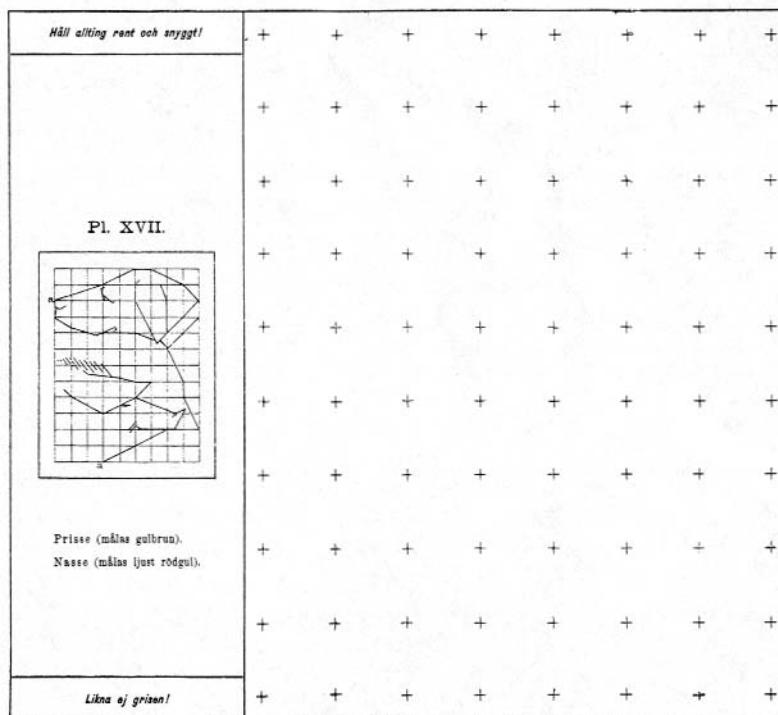 Håll allting rent och snyggt!
Pl. XVII.
a
a
Prisse (målas gulbrun).
Nasse (målas ljust rödgul).
Likna ej grisen!